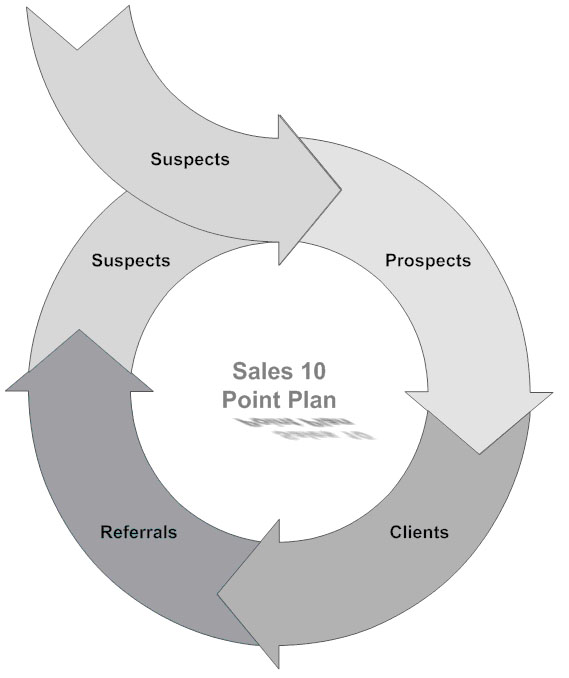 Suspects
Suspects
Prospects
Sales 10
Point Plan
Referrals
Clients